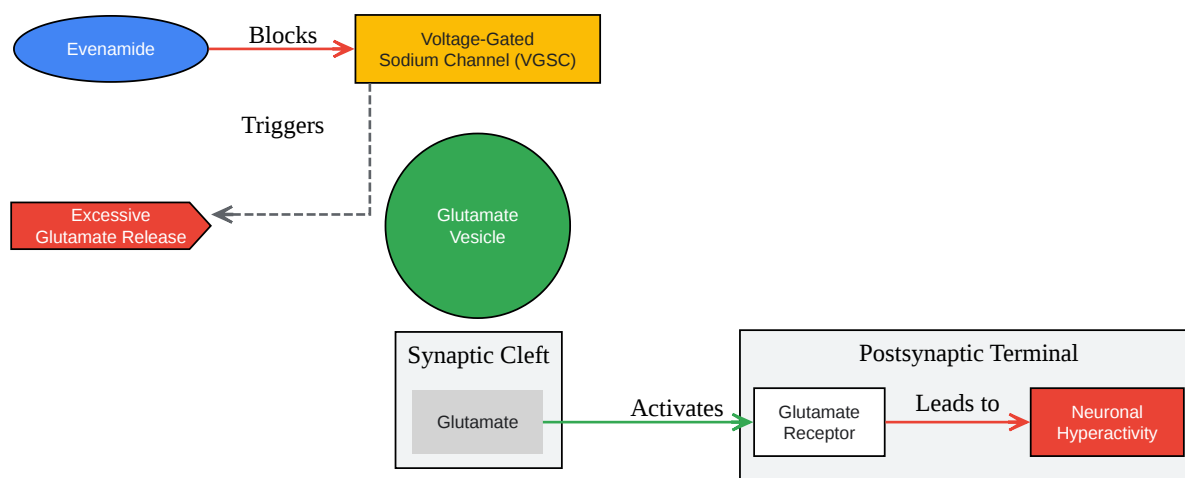 Evenamide
Blocks
Voltage-Gated
Sodium Channel (VGSC)
Triggers
Excessive
Glutamate Release
Glutamate
Vesicle
Synaptic Cleft
Glutamate
Activates
Postsynaptic Terminal
Glutamate
Receptor
Leads to
Neuronal
Hyperactivity